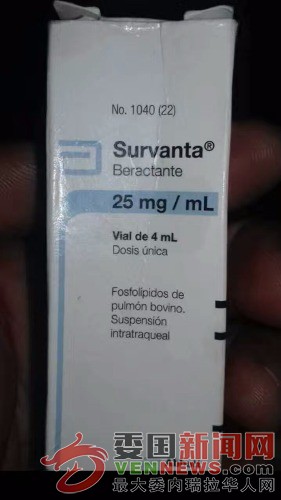 No. 1040 (22)
Survanta®
Beractante
25 mg / mL
Vial de 4 mL
Dosis única
Fosfolípidos de
pulmón bovino.
Suspensión
intratraqueal
委国新闻网
VENNEWS.COM
最大委内瑞拉华人网